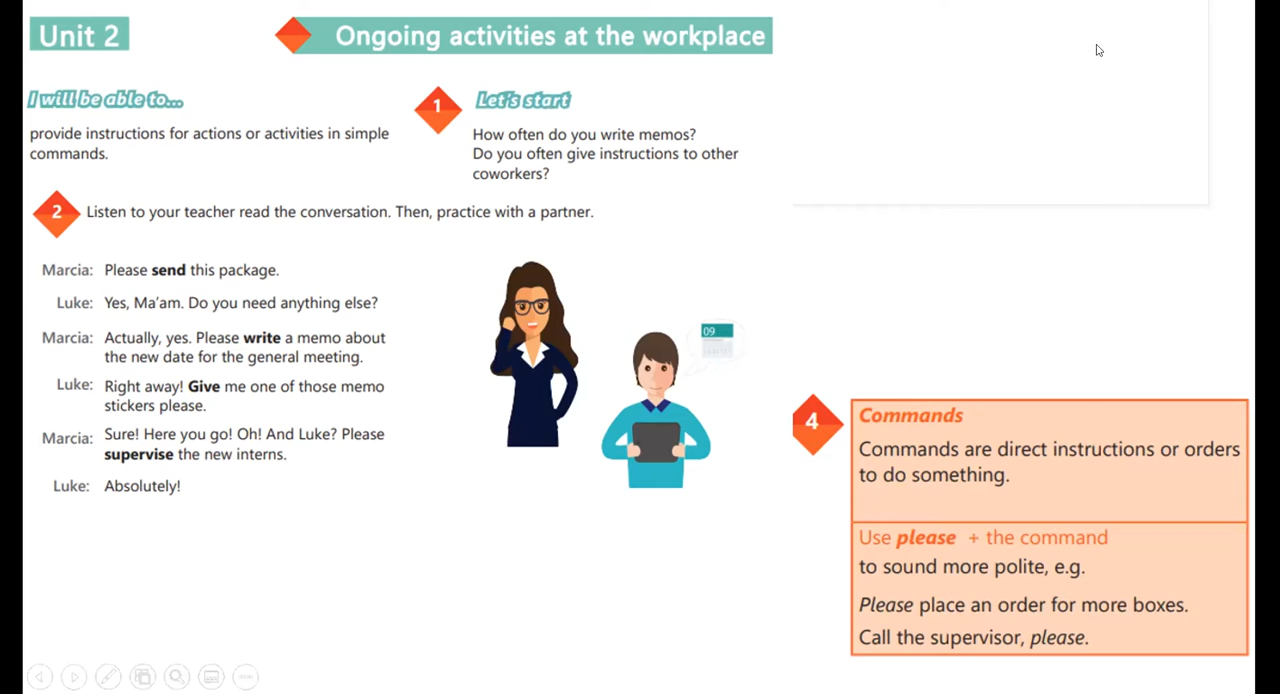 Unit 2
Ongoing activities at the workplace
I will be able to...
provide instructions for actions or activities in simple
commands.
1
Let's start
How often do you write memos?
Do you often give instructions to other
coworkers?
2
Listen to your teacher read the conversation. Then, practice with a partner.
Marcia: Please send this package.
Luke: Yes, Ma'am. Do you need anything else?
Marcia: Actually, yes. Please write a memo about
the new date for the general meeting.
Luke: Right away! Give me one of those memo
stickers please.
Marcia: Sure! Here you go! Oh! And Luke? Please
supervise the new interns.
Luke: Absolutely!
09
4
Commands
Commands are direct instructions or orders
to do something.
Use please + the command
to sound more polite, e.g.
Please place an order for more boxes.
Call the supervisor, please.